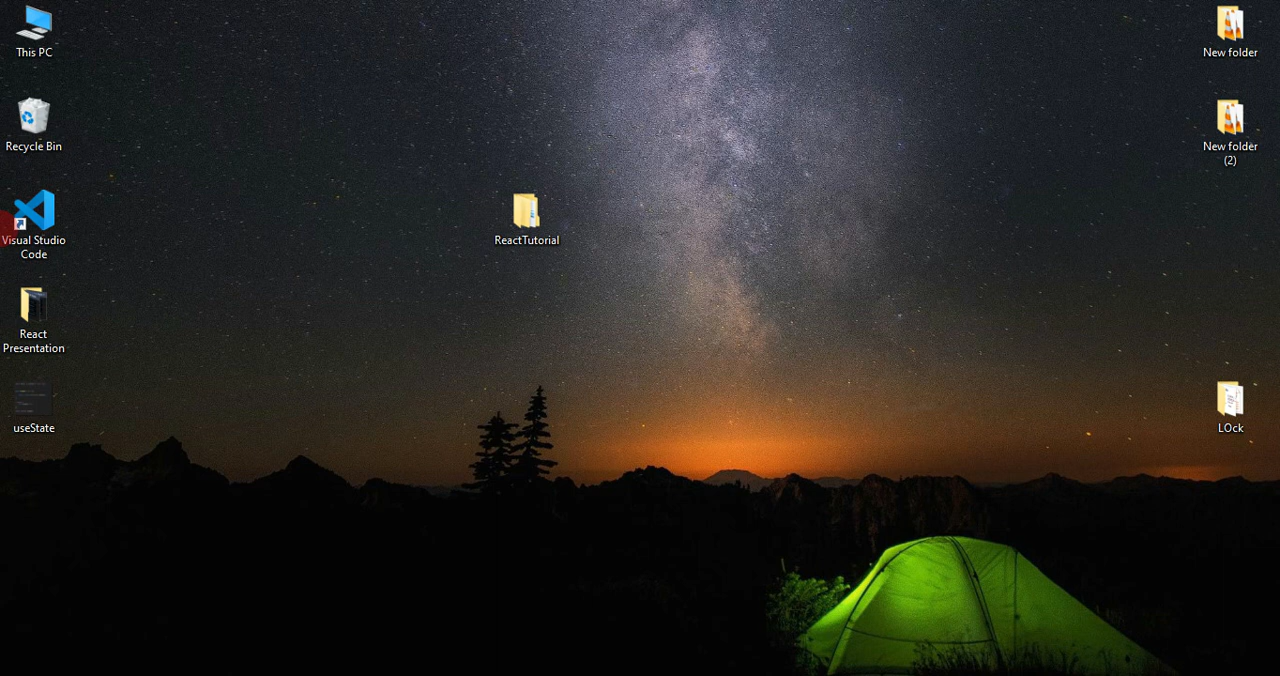 This PC
Recycle Bin
Visual Studio
Code
React
Presentation
useState
ReactTutorial
New folder
New folder
(2)
LOck